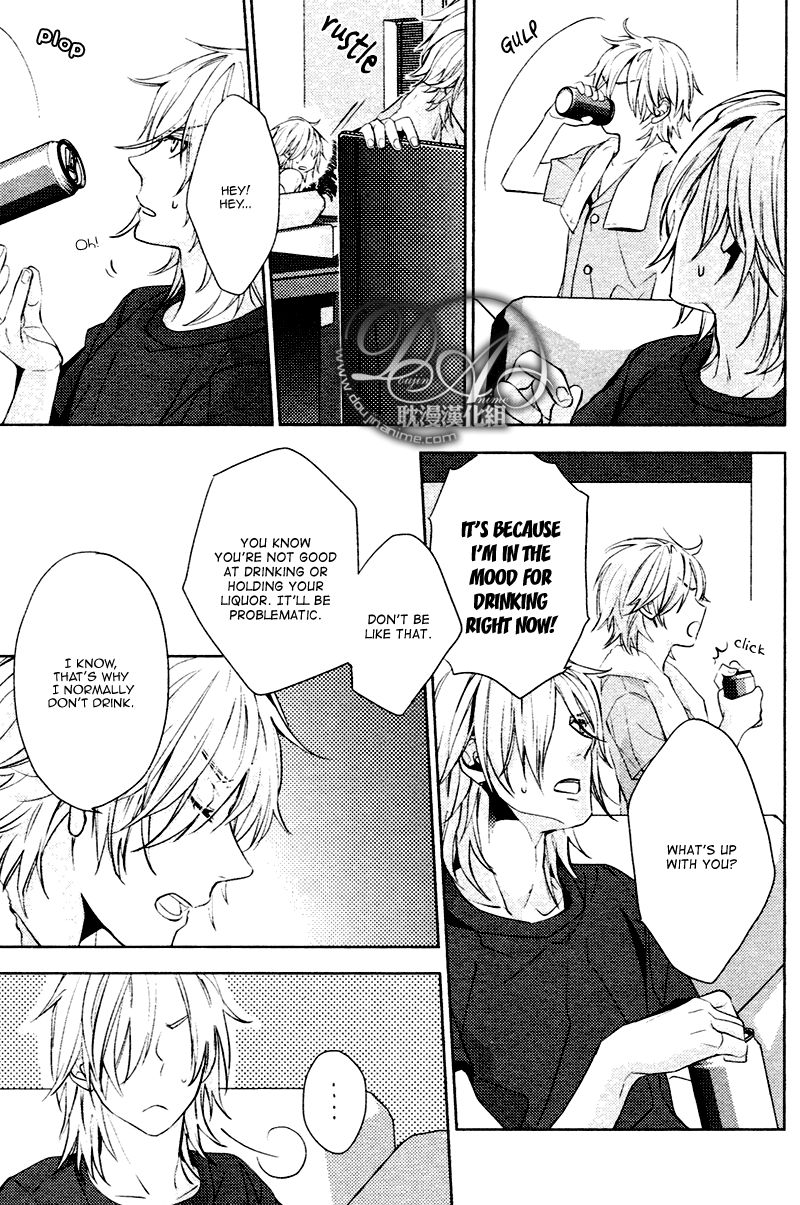 GULP
rustle
plop
HEY!
HEY...
Oh!
Doujin
Anime
耽漫漢化組
www.doujinanime.com
IT'S BECAUSE
I'M IN THE
MOOD FOR
DRINKING
RIGHT NOW!
click
WHAT'S UP
WITH YOU?
DON'T BE
LIKE THAT.
YOU KNOW
YOU'RE NOT GOOD
AT DRINKING OR
HOLDING YOUR
LIQUOR. IT'LL BE
PROBLEMATIC.
I KNOW,
THAT'S WHY
I NORMALLY
DON'T DRINK.
....